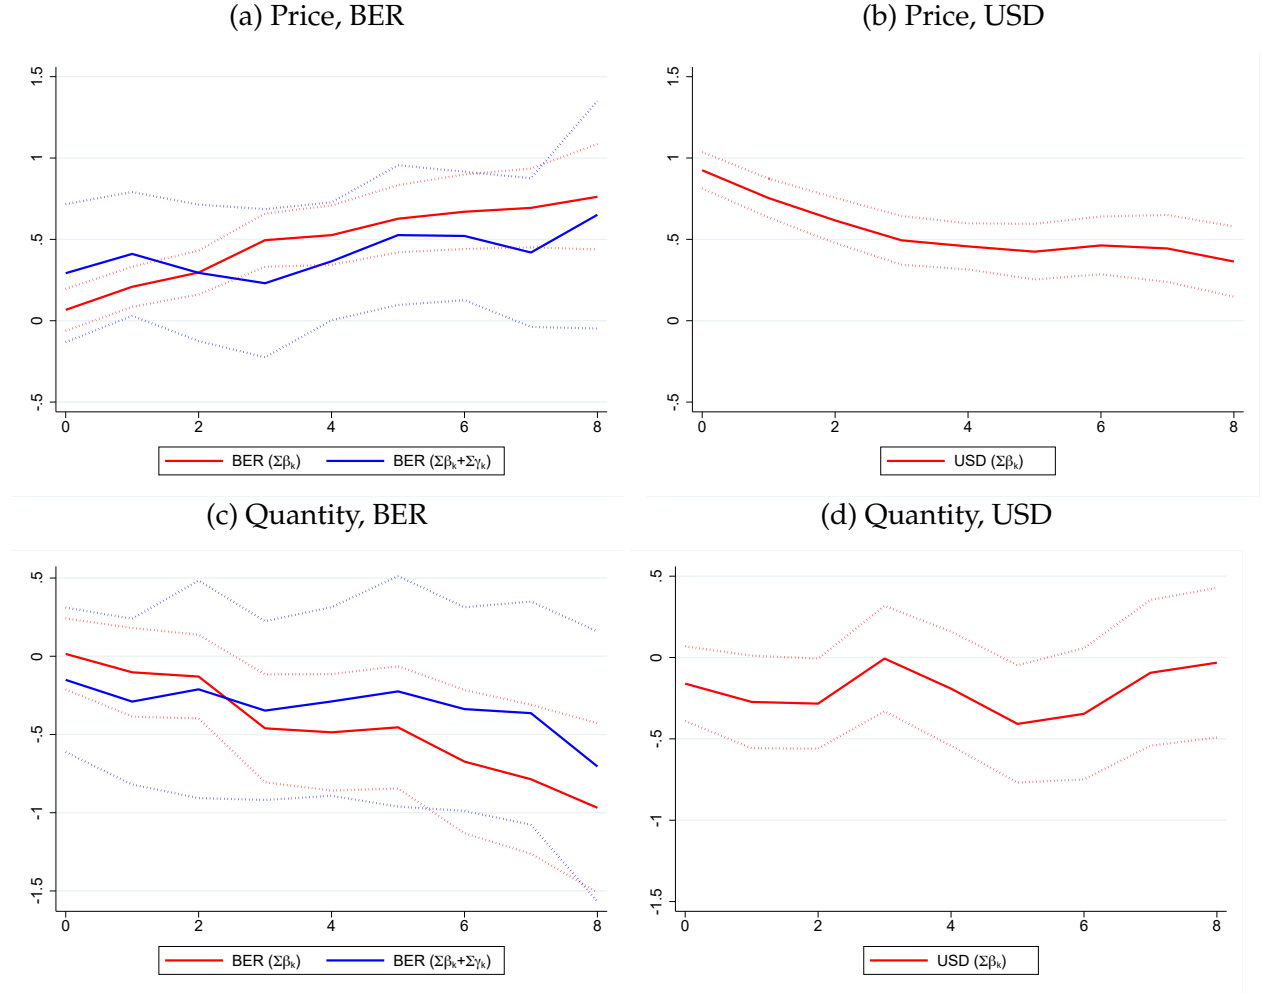 (a) Price, BER
(b) Price, USD
1.5
1
.5
0
-.5
0 2 4 6 8
BER (Σβk) BER (Σβk+Σγk)
1.5
1
.5
0
-.5
0 2 4 6 8
USD (Σβk)
(c) Quantity, BER
(d) Quantity, USD
.5
0
-.5
-1
-1.5
0 2 4 6 8
BER (Σβk) BER (Σβk+Σγk)
.5
0
-.5
-1
-1.5
0 2 4 6 8
USD (Σβk)